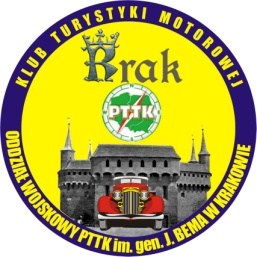 KLUB TURYSTYKI MOTOROWEJ
Krak
PTTK
ODDZIAŁ WOJSKOWY PTTK im. gen. J. BEMA W KRAKOWIE